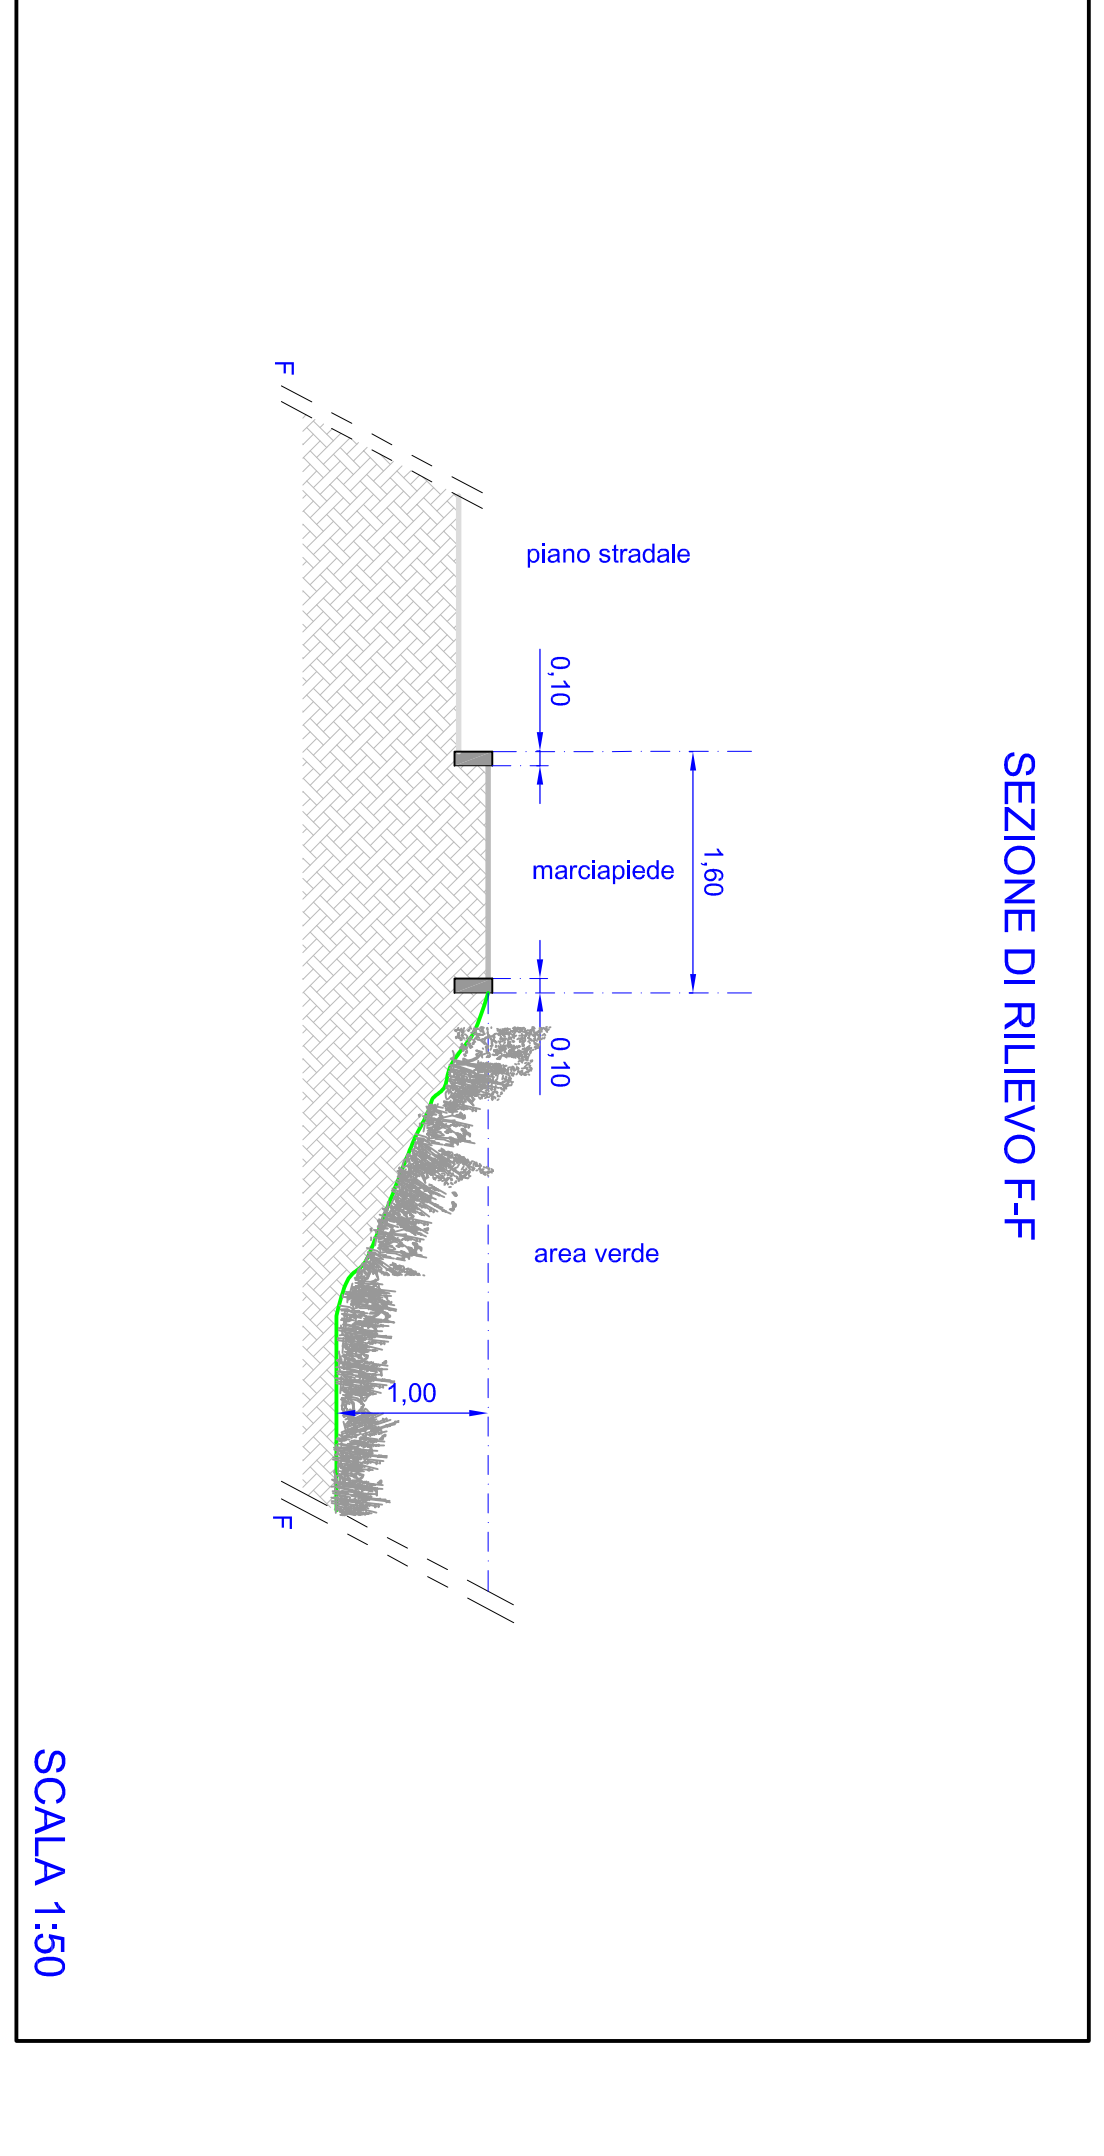 SEZIONE DI RILIEVO F-F
F
piano stradale
0,10
1,60
marciapiede
0,10
area verde
1,00
F
SCALA 1:50